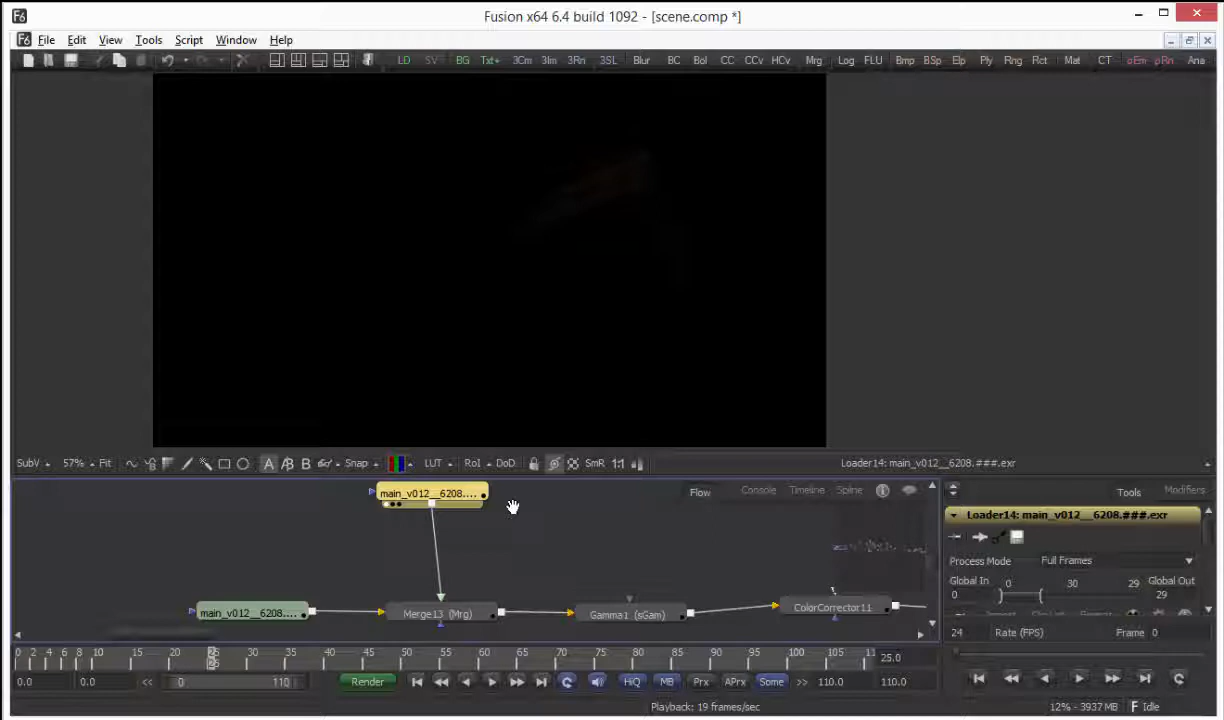 Fusion x64 6.4 build 1092 - [scene.comp *]
File Edit View Tools Script Window Help
LD SV BG Txt+ 3Cm 3Im 3Rn 3SL Blur BC Bol CC CCv HCv Mrg Log FLU Bmp BSp Elp Ply Rng Rct Mat CT pEm pRn Ana
SubV 57% Fit A A/B B Snap LUT RoI DoD SmR 1:1 Loader14: main_v012__6208.###.exr
main_v012__6208....
Flow Console Timeline Spline
Tools Modifiers
Loader14: main_v012__6208.###.exr
Process Mode Full Frames
Global In 0 30 29 Global Out
0 29
main_v012__6208.... Merge13 (Mrg) Gamma1 (sGam) ColorCorrector11
24 Rate (FPS) Frame 0
0 2 4 6 8 10 15 20 25 30 35 40 45 50 55 60 65 70 75 80 85 90 95 100 105 11 25.0
0.0 0.0 << 0 110 Render HiQ MB Prx APrx Some >> 110.0 110.0
Playback: 19 frames/sec 12% - 3937 MB Idle